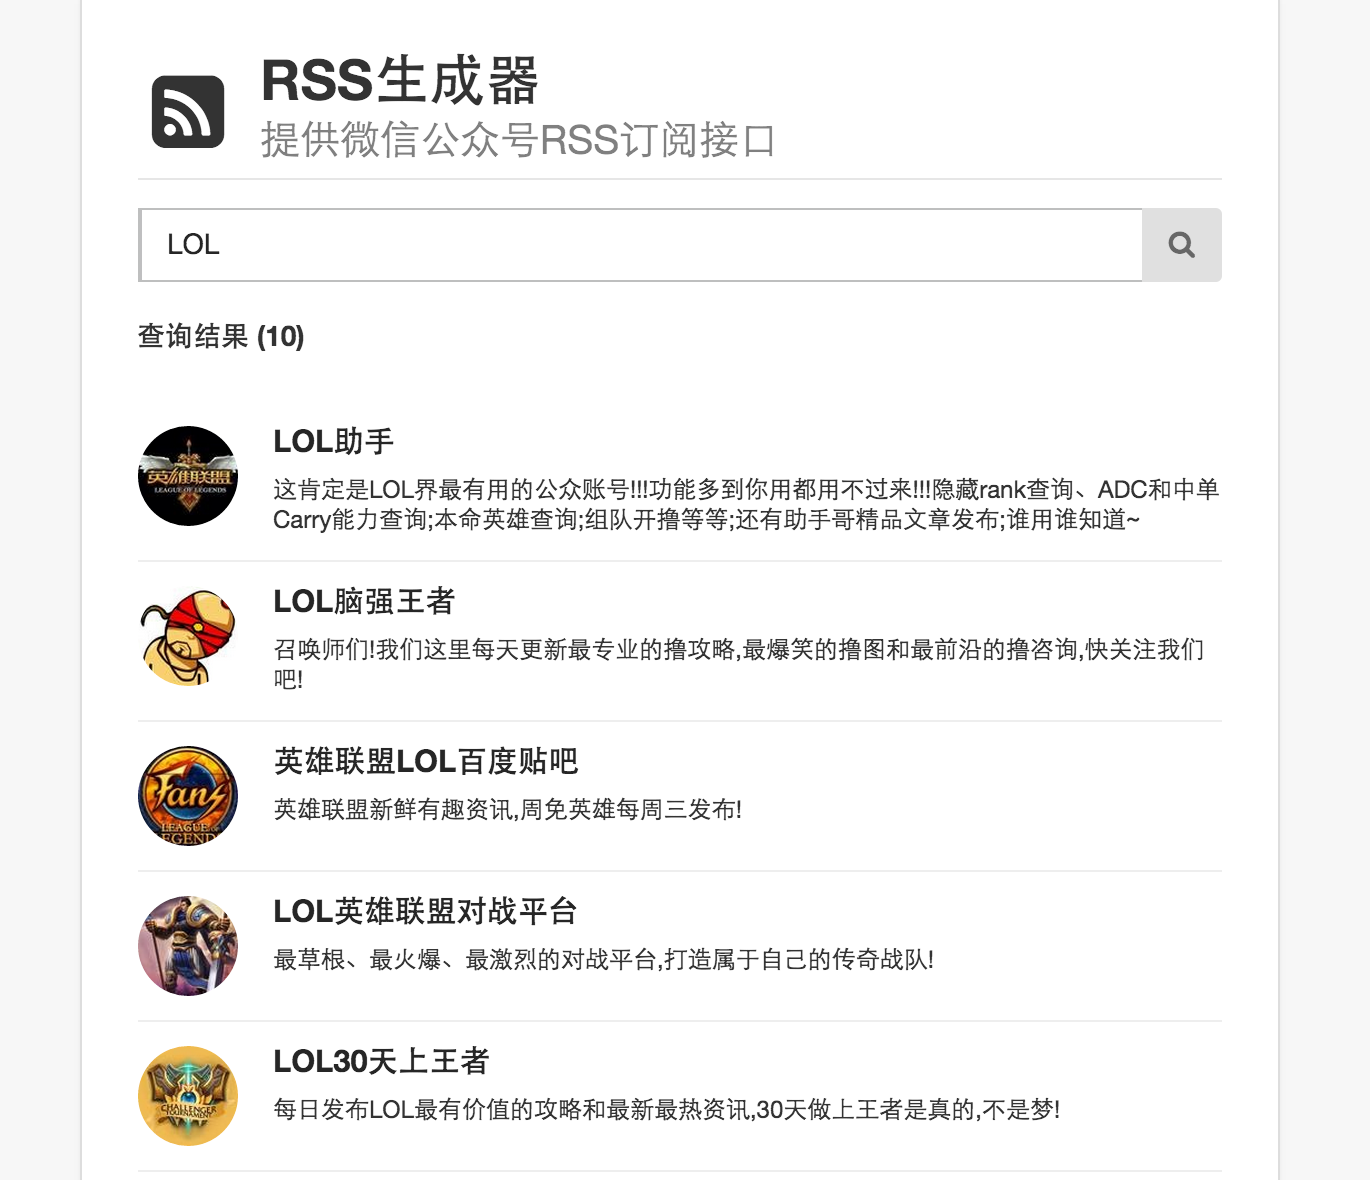 RSS生成器
提供微信公众号RSS订阅接口
LOL
查询结果 (10)
英雄联盟
LEAGUE OF LEGENDS
LOL助手
这肯定是LOL界最有用的公众账号!!!功能多到你用都用不过来!!!隐藏rank查询、ADC和中单
Carry能力查询;本命英雄查询;组队开撸等等;还有助手哥精品文章发布;谁用谁知道~
LOL脑强王者
召唤师们!我们这里每天更新最专业的撸攻略,最爆笑的撸图和最前沿的撸咨询,快关注我们
吧!
Fans
LEAGUE OF
LEGENDS
英雄联盟LOL百度贴吧
英雄联盟新鲜有趣资讯,周免英雄每周三发布!
LOL英雄联盟对战平台
最草根、最火爆、最激烈的对战平台,打造属于自己的传奇战队!
CHALLENGER
TOURNAMENT
LOL30天上王者
每日发布LOL最有价值的攻略和最新最热资讯,30天做上王者是真的,不是梦!